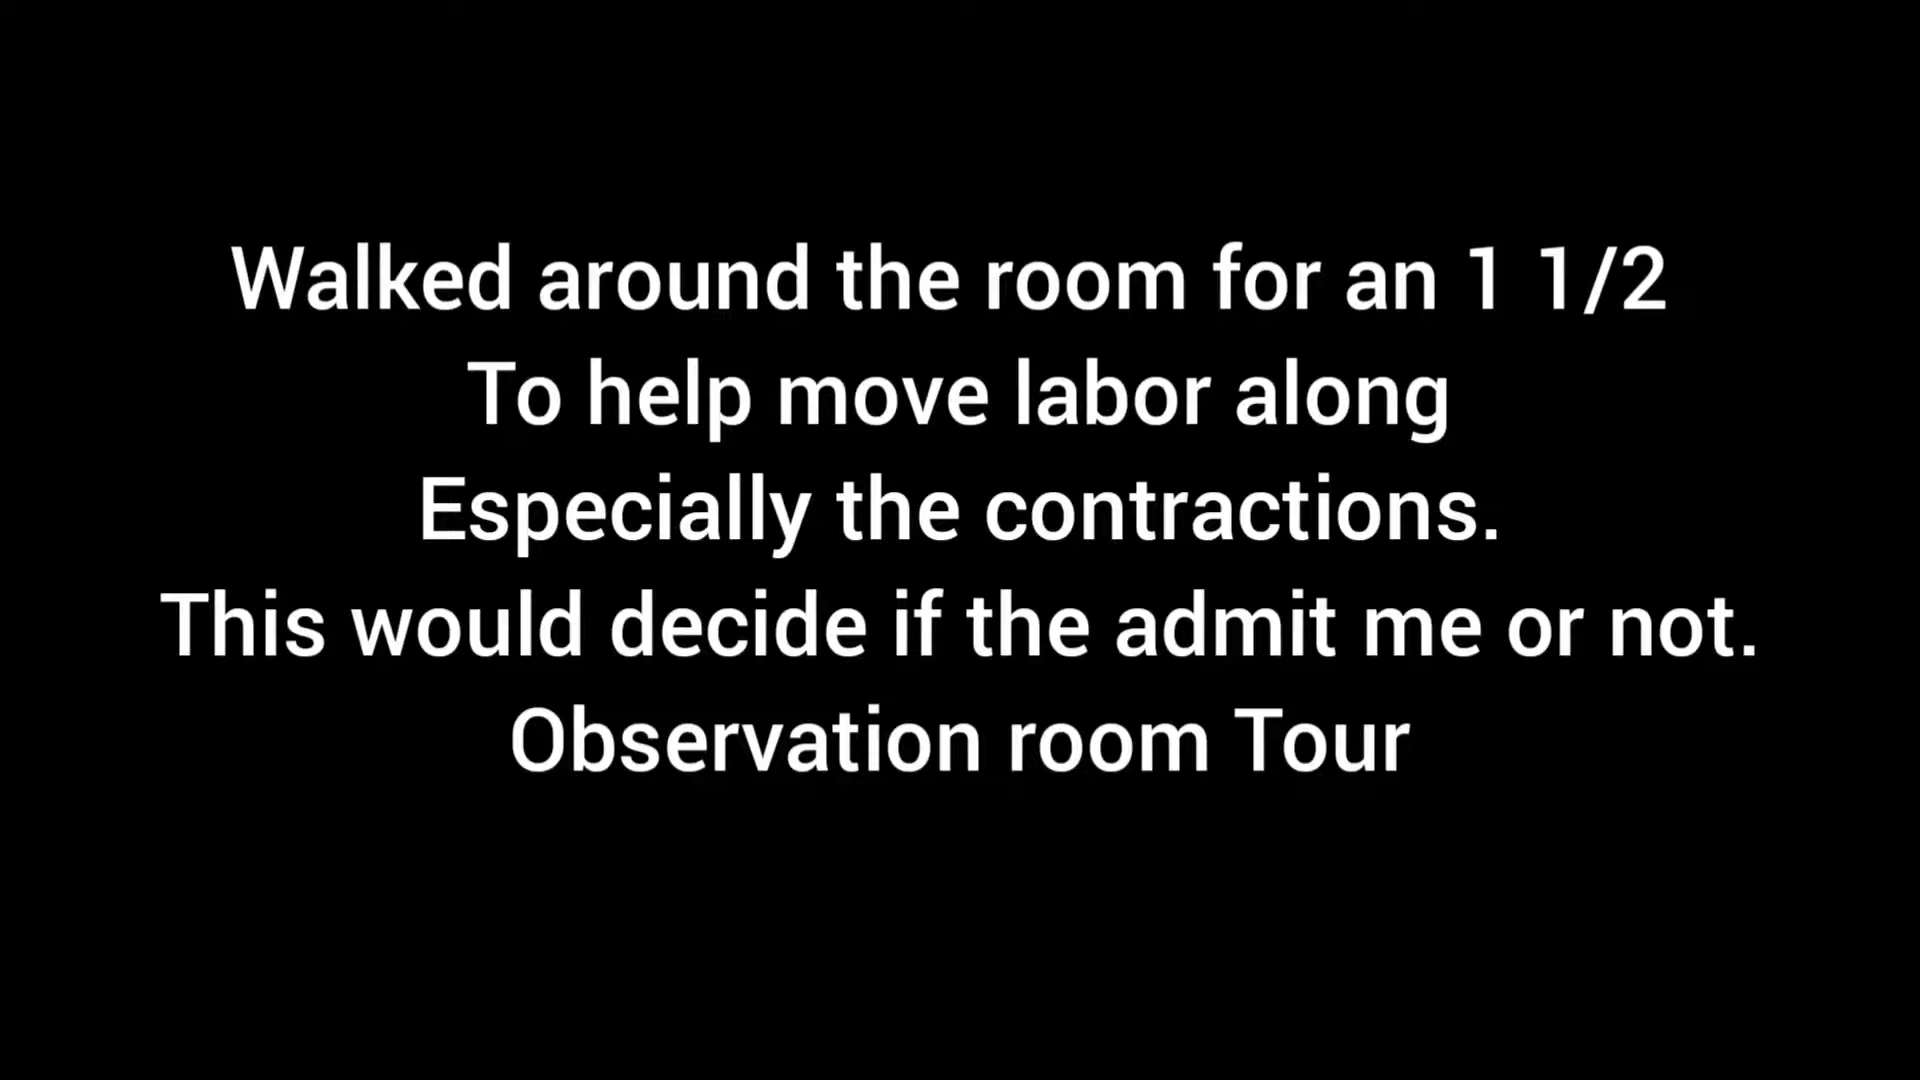 Walked around the room for an 1 1/2
To help move labor along
Especially the contractions.
This would decide if the admit me or not.
Observation room Tour